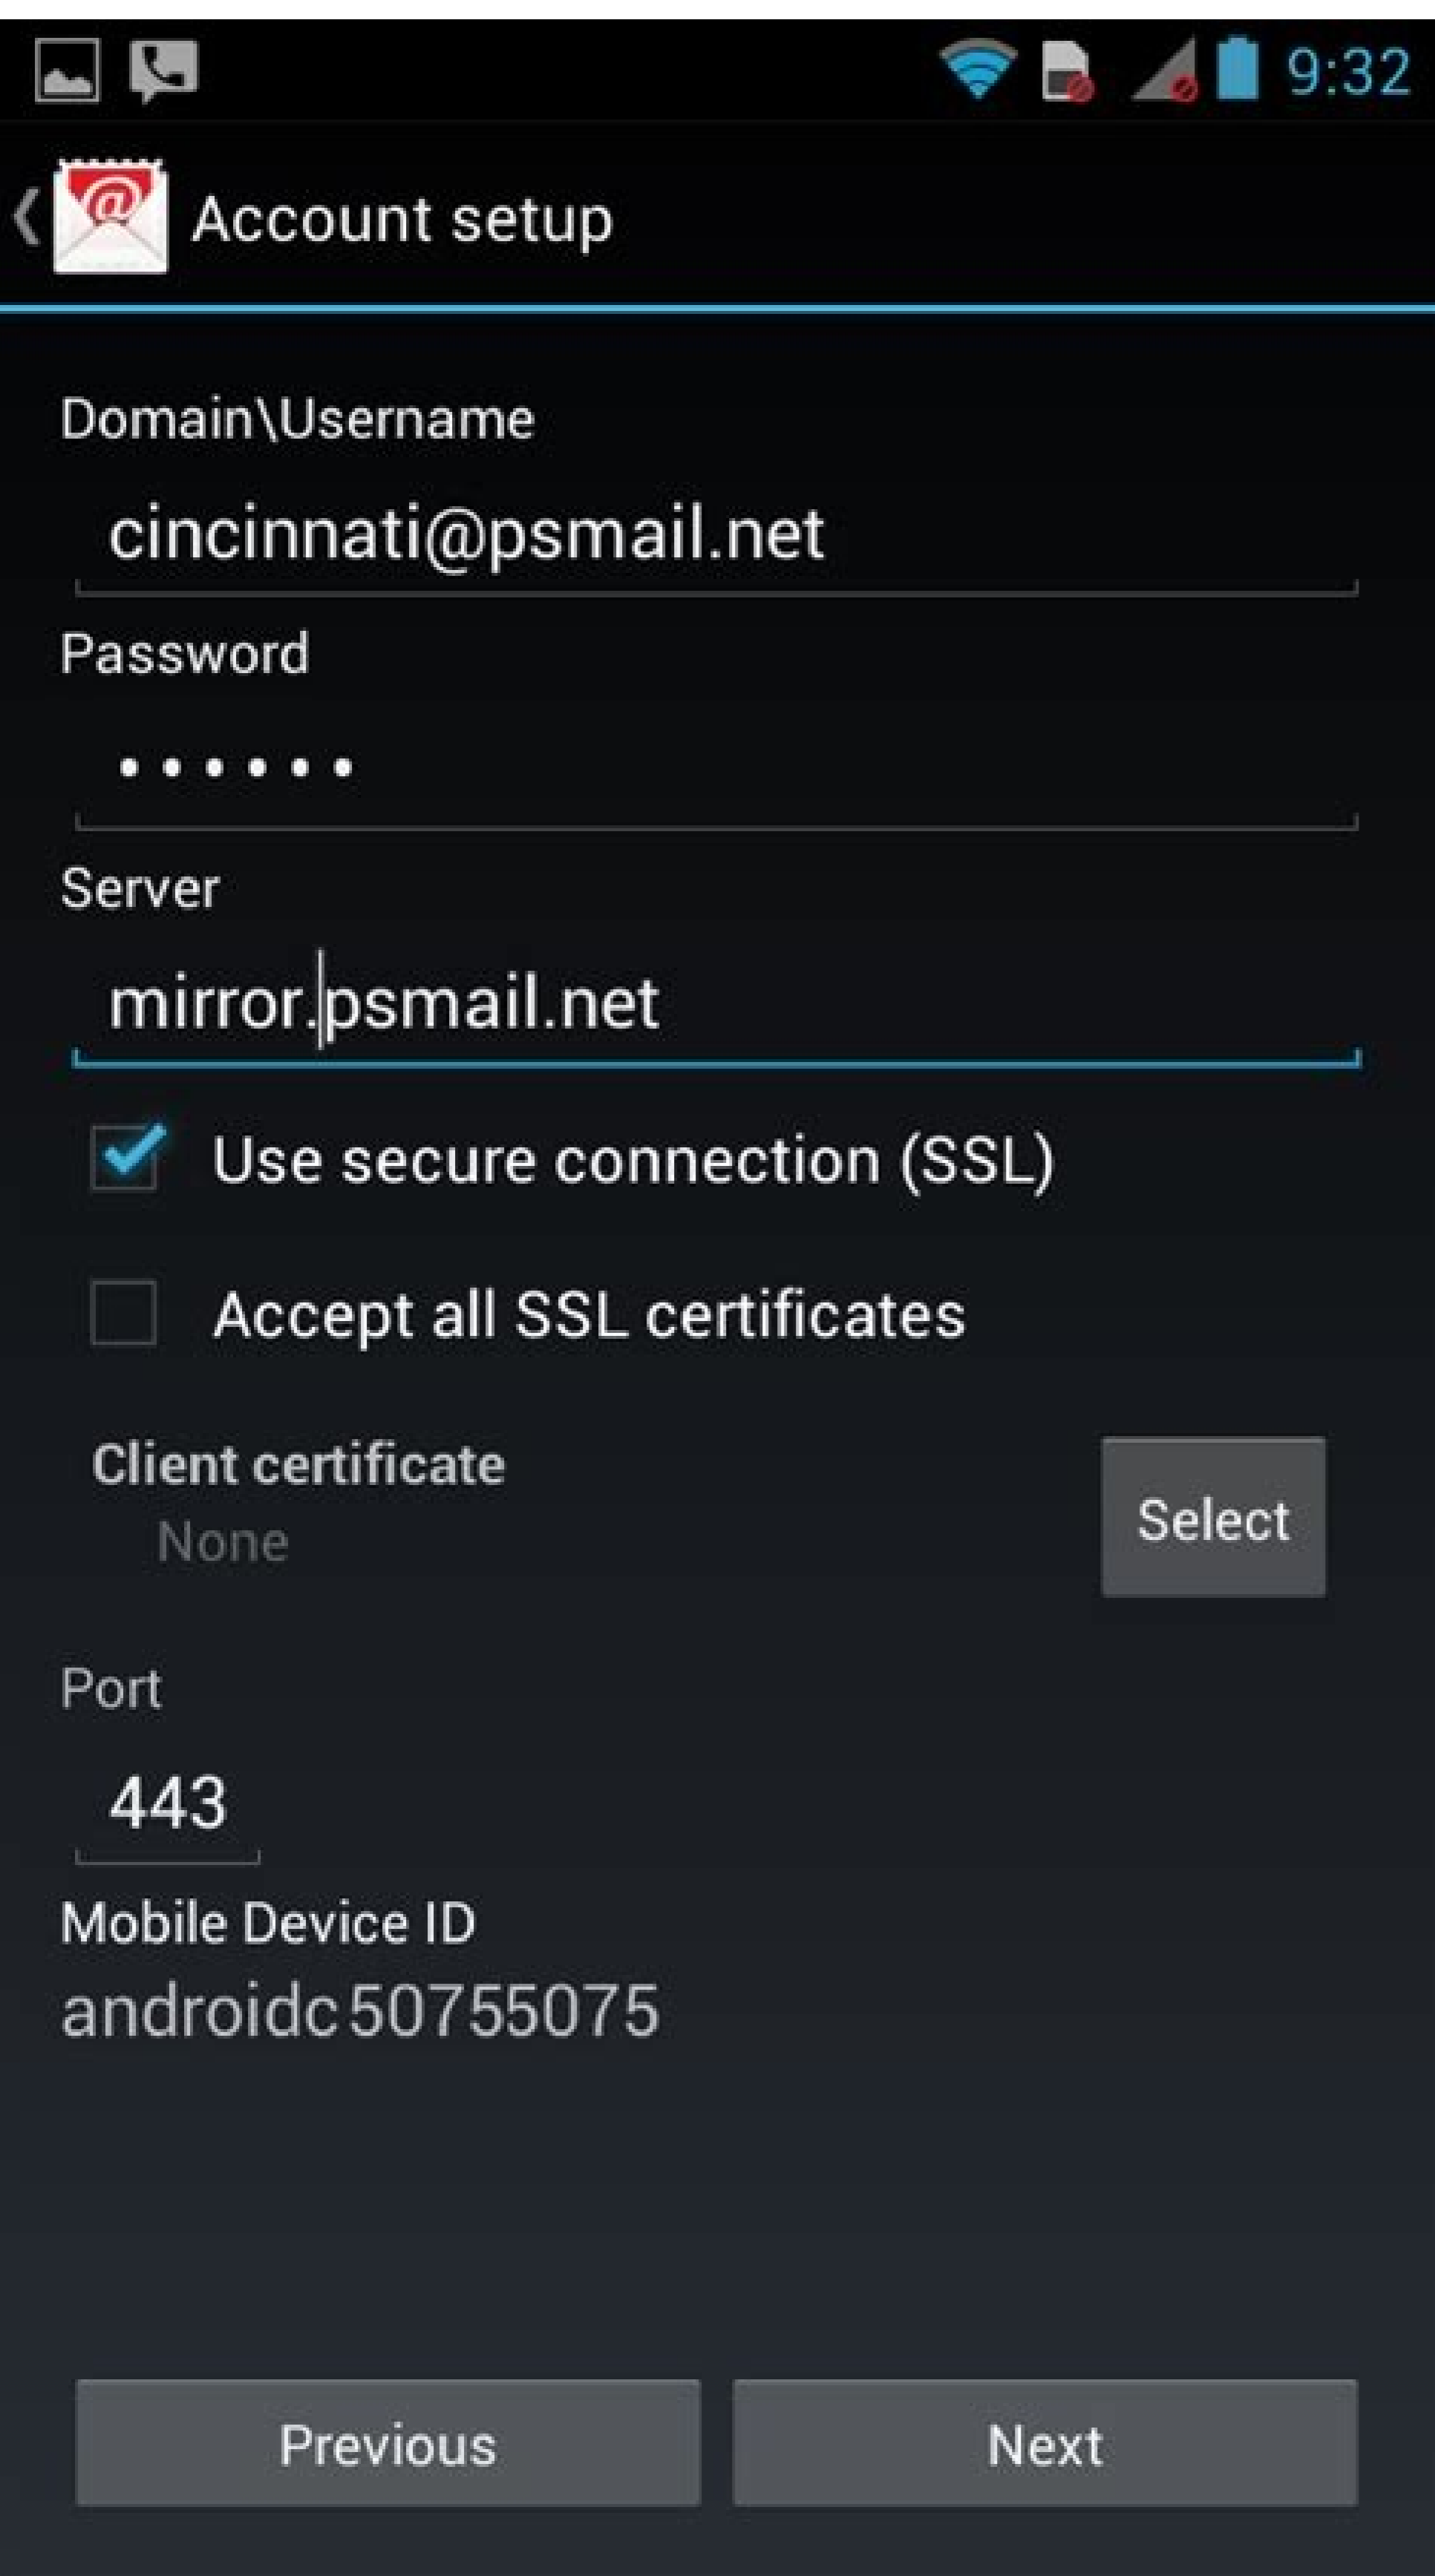 9:32
Account setup
Domain\Username
cincinnati@psmail.net
Password
••••••
Server
mirror.psmail.net
Use secure connection (SSL)
Accept all SSL certificates
Client certificate
None
Select
Port
443
Mobile Device ID
androidc50755075
Previous
Next